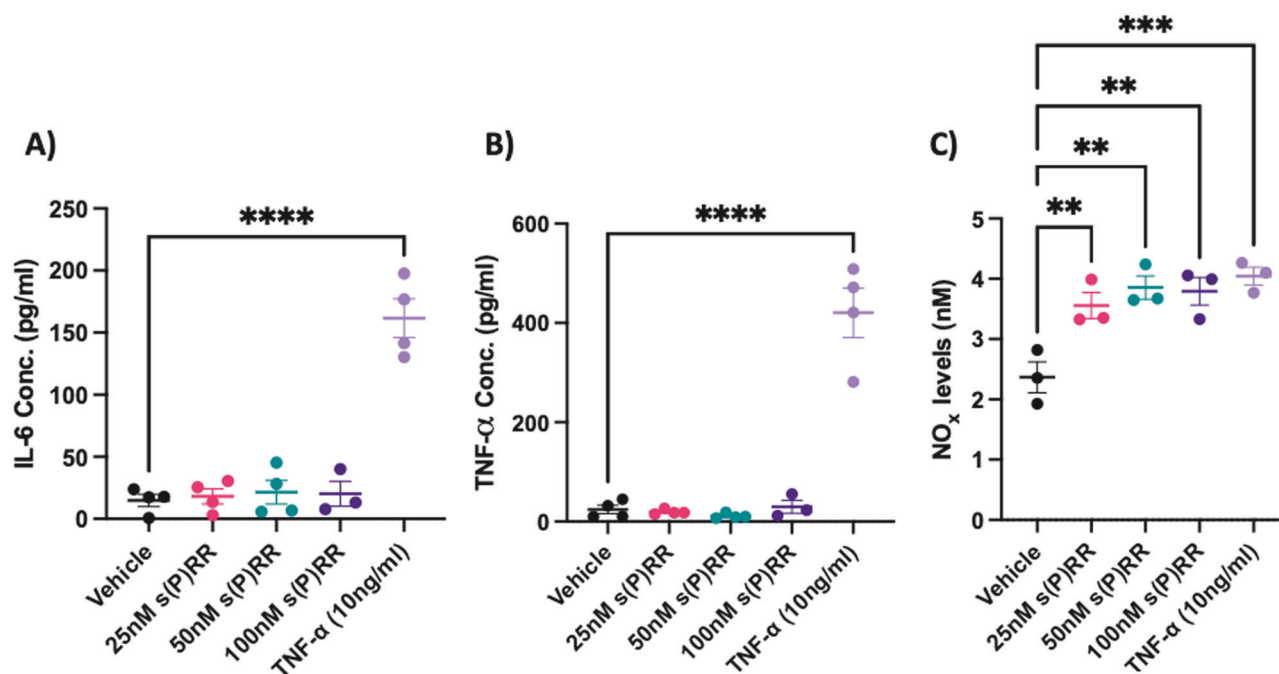 A)
****
IL-6 Conc. (pg/ml)
250
200
150
100
50
0
Vehicle
25nM s(P)RR
50nM s(P)RR
100nM s(P)RR
TNF-α (10ng/ml)
B)
****
TNF-α Conc. (pg/ml)
600
400
200
0
Vehicle
25nM s(P)RR
50nM s(P)RR
100nM s(P)RR
TNF-α (10ng/ml)
C)
***
**
**
**
NOx levels (nM)
5
4
3
2
1
0
Vehicle
25nM s(P)RR
50nM s(P)RR
100nM s(P)RR
TNF-α (10ng/ml)